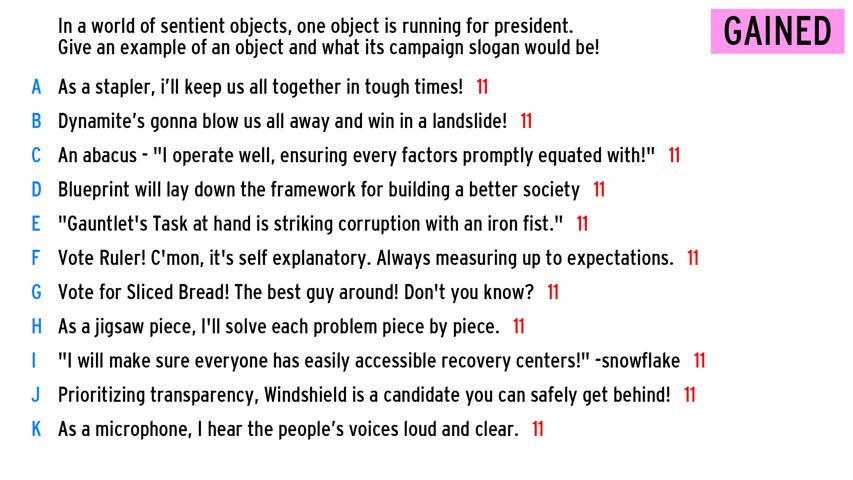 In a world of sentient objects, one object is running for president.
Give an example of an object and what its campaign slogan would be!
GAINED
A As a stapler, i'll keep us all together in tough times! 11
B Dynamite's gonna blow us all away and win in a landslide! 11
C An abacus - "I operate well, ensuring every factors promptly equated with!" 11
D Blueprint will lay down the framework for building a better society 11
E "Gauntlet's Task at hand is striking corruption with an iron fist." 11
F Vote Ruler! C'mon, it's self explanatory. Always measuring up to expectations. 11
G Vote for Sliced Bread! The best guy around! Don't you know? 11
H As a jigsaw piece, I'll solve each problem piece by piece. 11
I "I will make sure everyone has easily accessible recovery centers!" -snowflake 11
J Prioritizing transparency, Windshield is a candidate you can safely get behind! 11
K As a microphone, I hear the people's voices loud and clear. 11